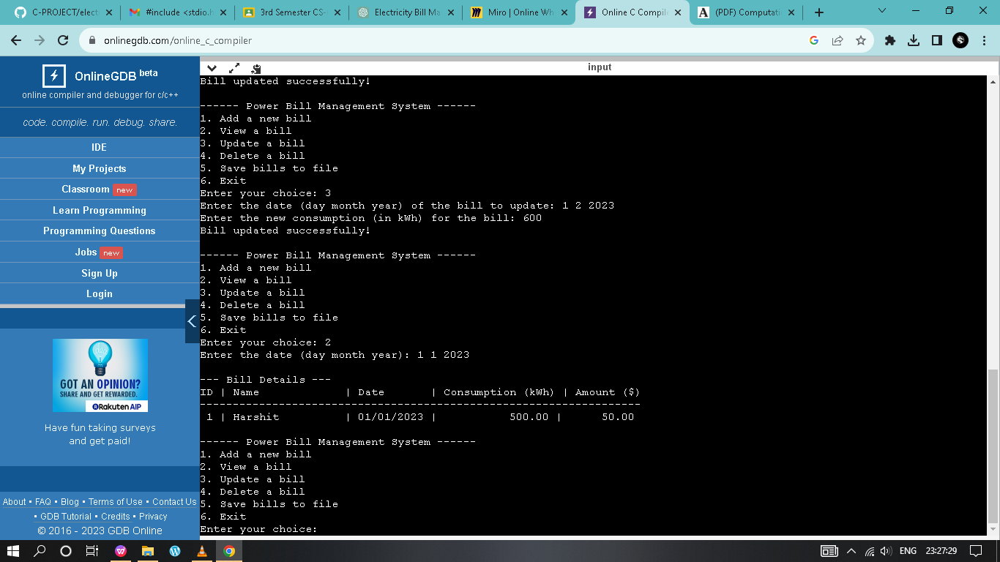 C-PROJECT/elect
#include <stdio.h
3rd Semester CS-
Electricity Bill Ma
Miro | Online Wh
Online C Compile
(PDF) Computati
onlinegdb.com/online_c_compiler
OnlineGDB beta
online compiler and debugger for c/c++
code. compile. run. debug. share.
IDE
My Projects
Classroom new
Learn Programming
Programming Questions
Jobs new
Sign Up
Login
GOT AN OPINION?
SHARE AND GET REWARDED.
Rakuten AIP
Have fun taking surveys
and get paid!
About • FAQ • Blog • Terms of Use • Contact Us
• GDB Tutorial • Credits • Privacy
© 2016 - 2023 GDB Online
input
Bill updated successfully!
------ Power Bill Management System ------
1. Add a new bill
2. View a bill
3. Update a bill
4. Delete a bill
5. Save bills to file
6. Exit
Enter your choice: 3
Enter the date (day month year) of the bill to update: 1 2 2023
Enter the new consumption (in kWh) for the bill: 600
Bill updated successfully!
------ Power Bill Management System ------
1. Add a new bill
2. View a bill
3. Update a bill
4. Delete a bill
5. Save bills to file
6. Exit
Enter your choice: 2
Enter the date (day month year): 1 1 2023
--- Bill Details ---
ID | Name | Date | Consumption (kWh) | Amount ($)
-------------------------------------------------------------------
1 | Harshit | 01/01/2023 | 500.00 | 50.00
------ Power Bill Management System ------
1. Add a new bill
2. View a bill
3. Update a bill
4. Delete a bill
5. Save bills to file
6. Exit
Enter your choice:
ENG 23:27:29